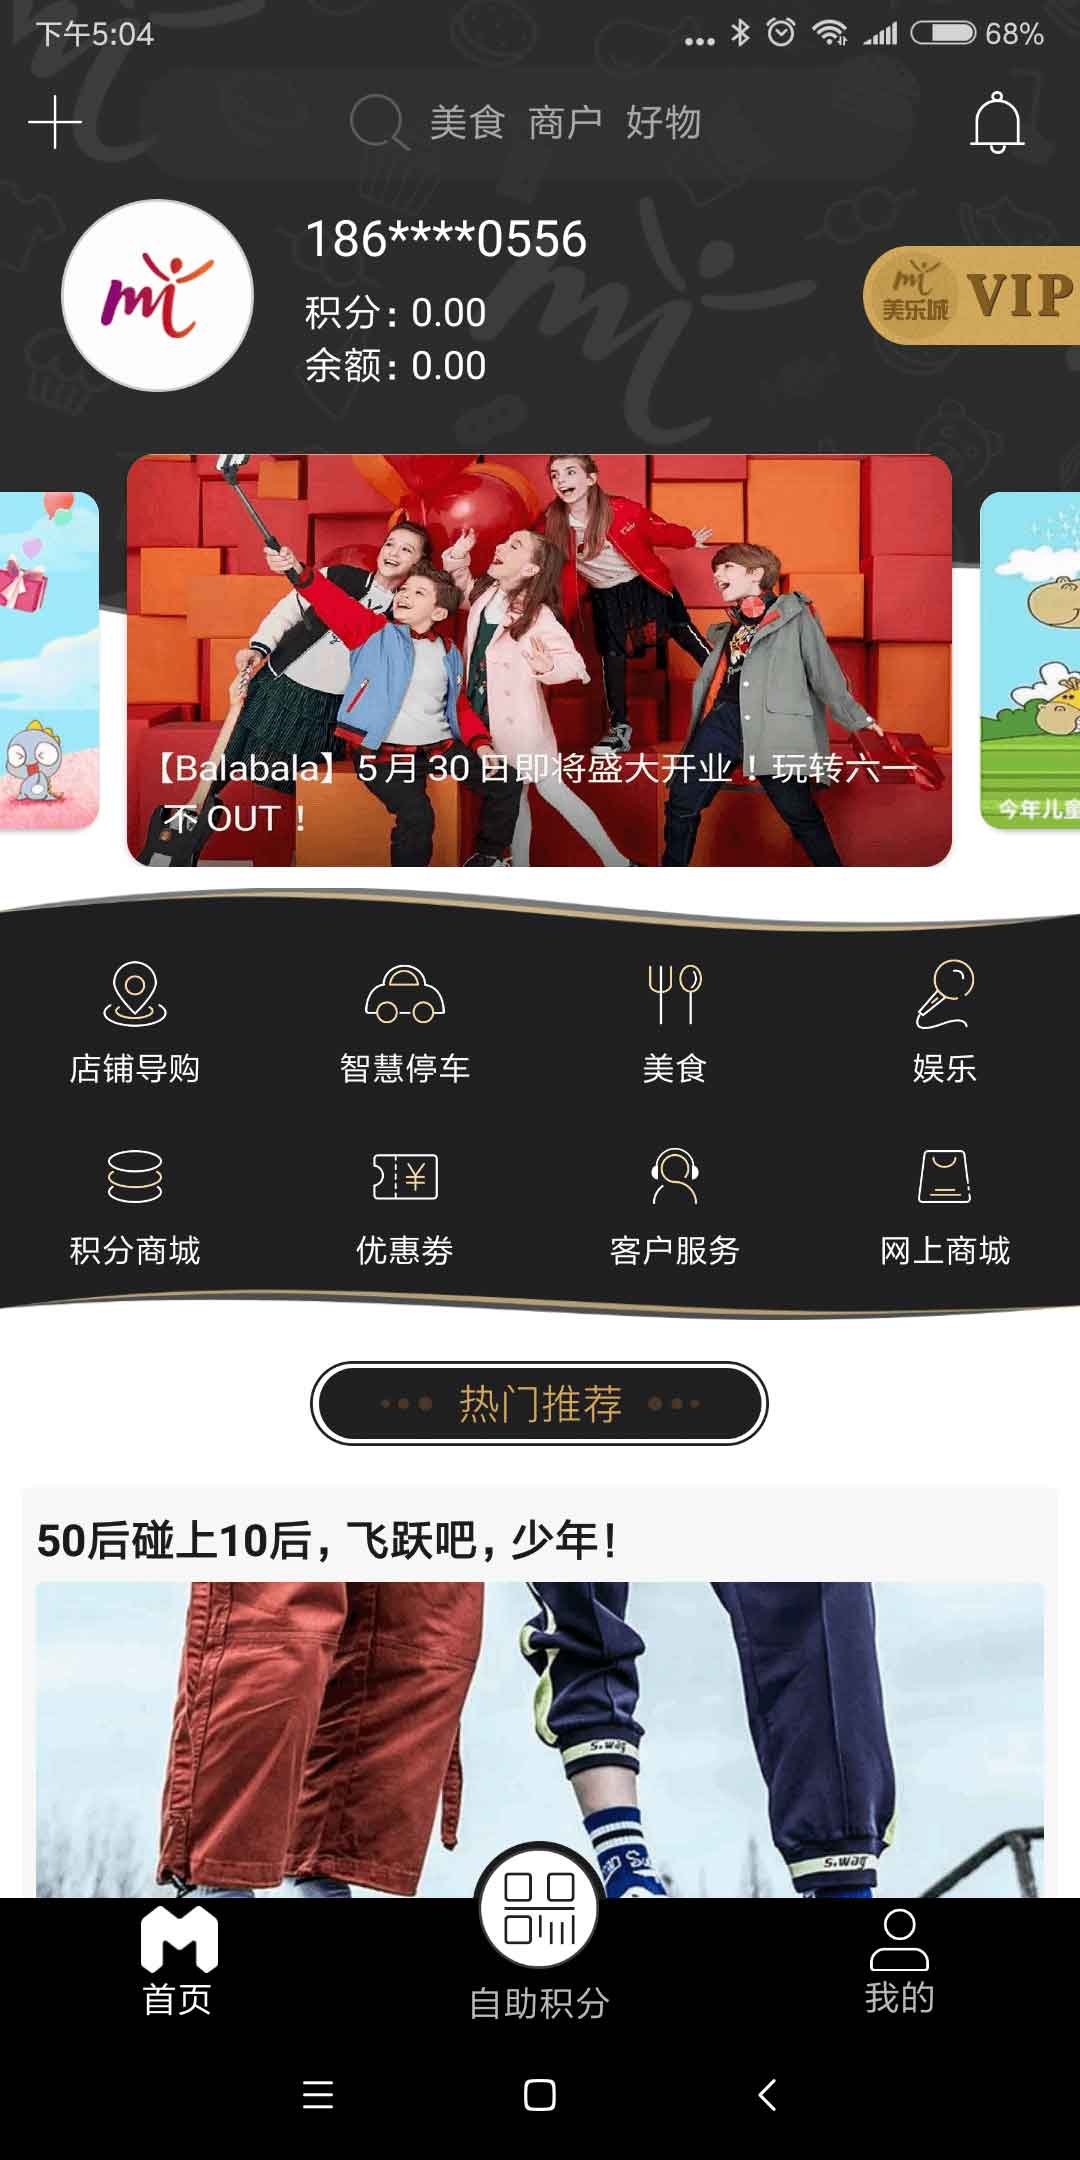 下午5:04
68%
美食 商户 好物
186****0556
积分: 0.00
余额: 0.00
美乐城 VIP
【Balabala】5月30日即将盛大开业！玩转六一
不OUT！
今年儿童
店铺导购
智慧停车
美食
娱乐
积分商城
优惠劵
客户服务
网上商城
热门推荐
50后碰上10后，飞跃吧，少年！
S.wag
S.wag
首页
自助积分
我的